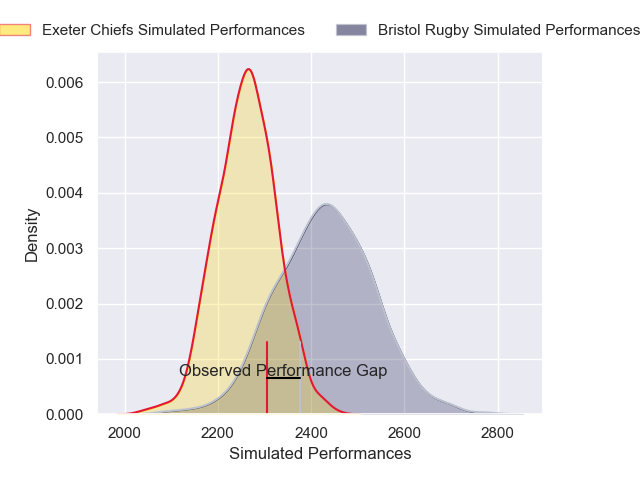 Exeter Chiefs Simulated Performances
Bristol Rugby Simulated Performances
0.006
0.005
0.004
0.003
0.002
0.001
0.000
Density
Observed Performance Gap
2000 2200 2400 2600 2800
Simulated Performances